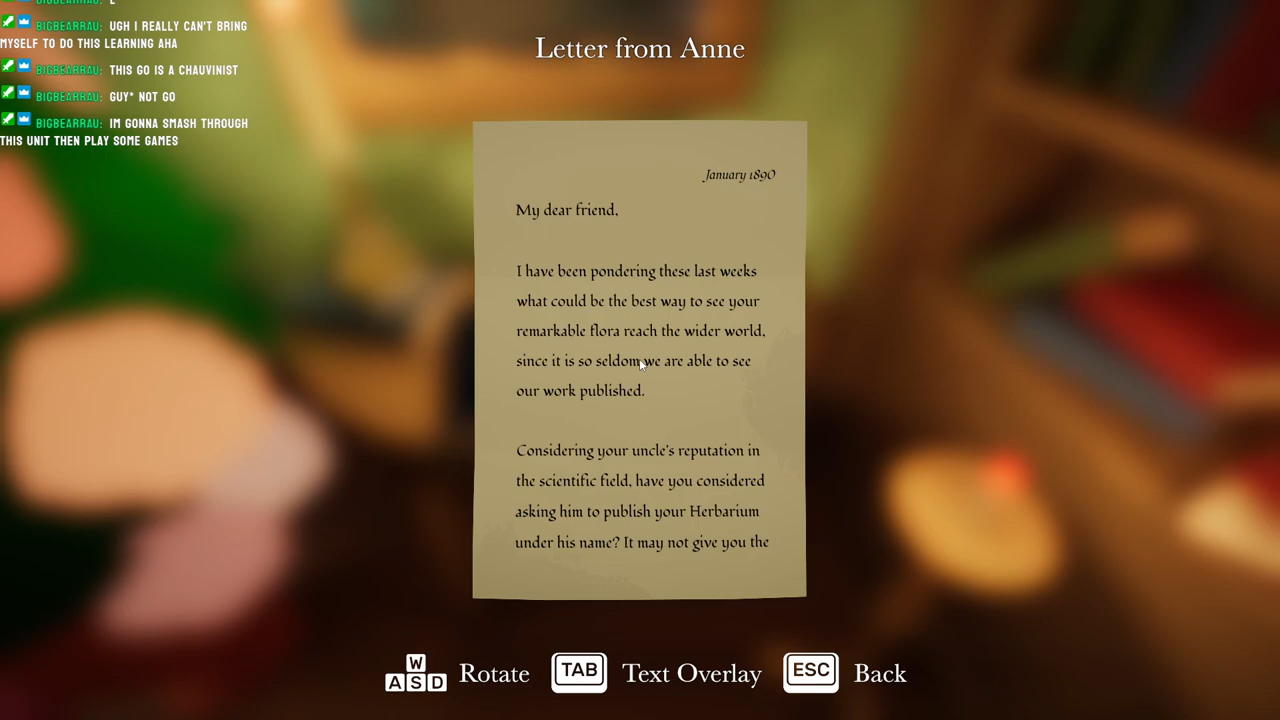 BIGBEARRAU: L
BIGBEARRAU: UGH I REALLY CAN'T BRING
MYSELF TO DO THIS LEARNING AHA
BIGBEARRAU: THIS GO IS A CHAUVINIST
BIGBEARRAU: GUY* NOT GO
BIGBEARRAU: IM GONNA SMASH THROUGH
THIS UNIT THEN PLAY SOME GAMES
Letter from Anne
January 1890
My dear friend,
I have been pondering these last weeks
what could be the best way to see your
remarkable flora reach the wider world,
since it is so seldom we are able to see
our work published.
Considering your uncle's reputation in
the scientific field, have you considered
asking him to publish your Herbarium
under his name? It may not give you the
W
A S D Rotate TAB Text Overlay ESC Back